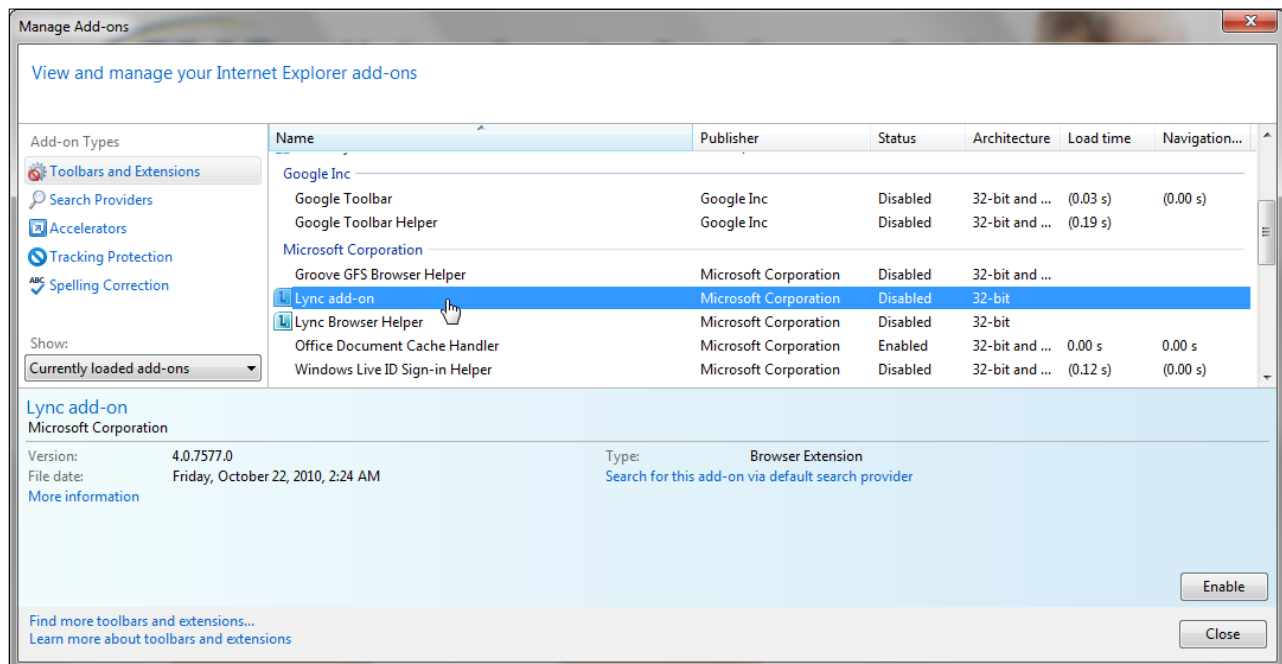 Manage Add-ons
View and manage your Internet Explorer add-ons
Add-on Types
Toolbars and Extensions
Search Providers
Accelerators
Tracking Protection
Spelling Correction
Show:
Currently loaded add-ons
Name Publisher Status Architecture Load time Navigation...
Google Inc
Google Toolbar Google Inc Disabled 32-bit and ... (0.03 s) (0.00 s)
Google Toolbar Helper Google Inc Disabled 32-bit and ... (0.19 s)
Microsoft Corporation
Groove GFS Browser Helper Microsoft Corporation Disabled 32-bit and ...
Lync add-on Microsoft Corporation Disabled 32-bit
Lync Browser Helper Microsoft Corporation Disabled 32-bit
Office Document Cache Handler Microsoft Corporation Enabled 32-bit and ... 0.00 s 0.00 s
Windows Live ID Sign-in Helper Microsoft Corporation Disabled 32-bit and ... (0.12 s) (0.00 s)
Lync add-on
Microsoft Corporation
Version: 4.0.7577.0 Type: Browser Extension
File date: Friday, October 22, 2010, 2:24 AM Search for this add-on via default search provider
More information
Enable
Find more toolbars and extensions...
Learn more about toolbars and extensions
Close